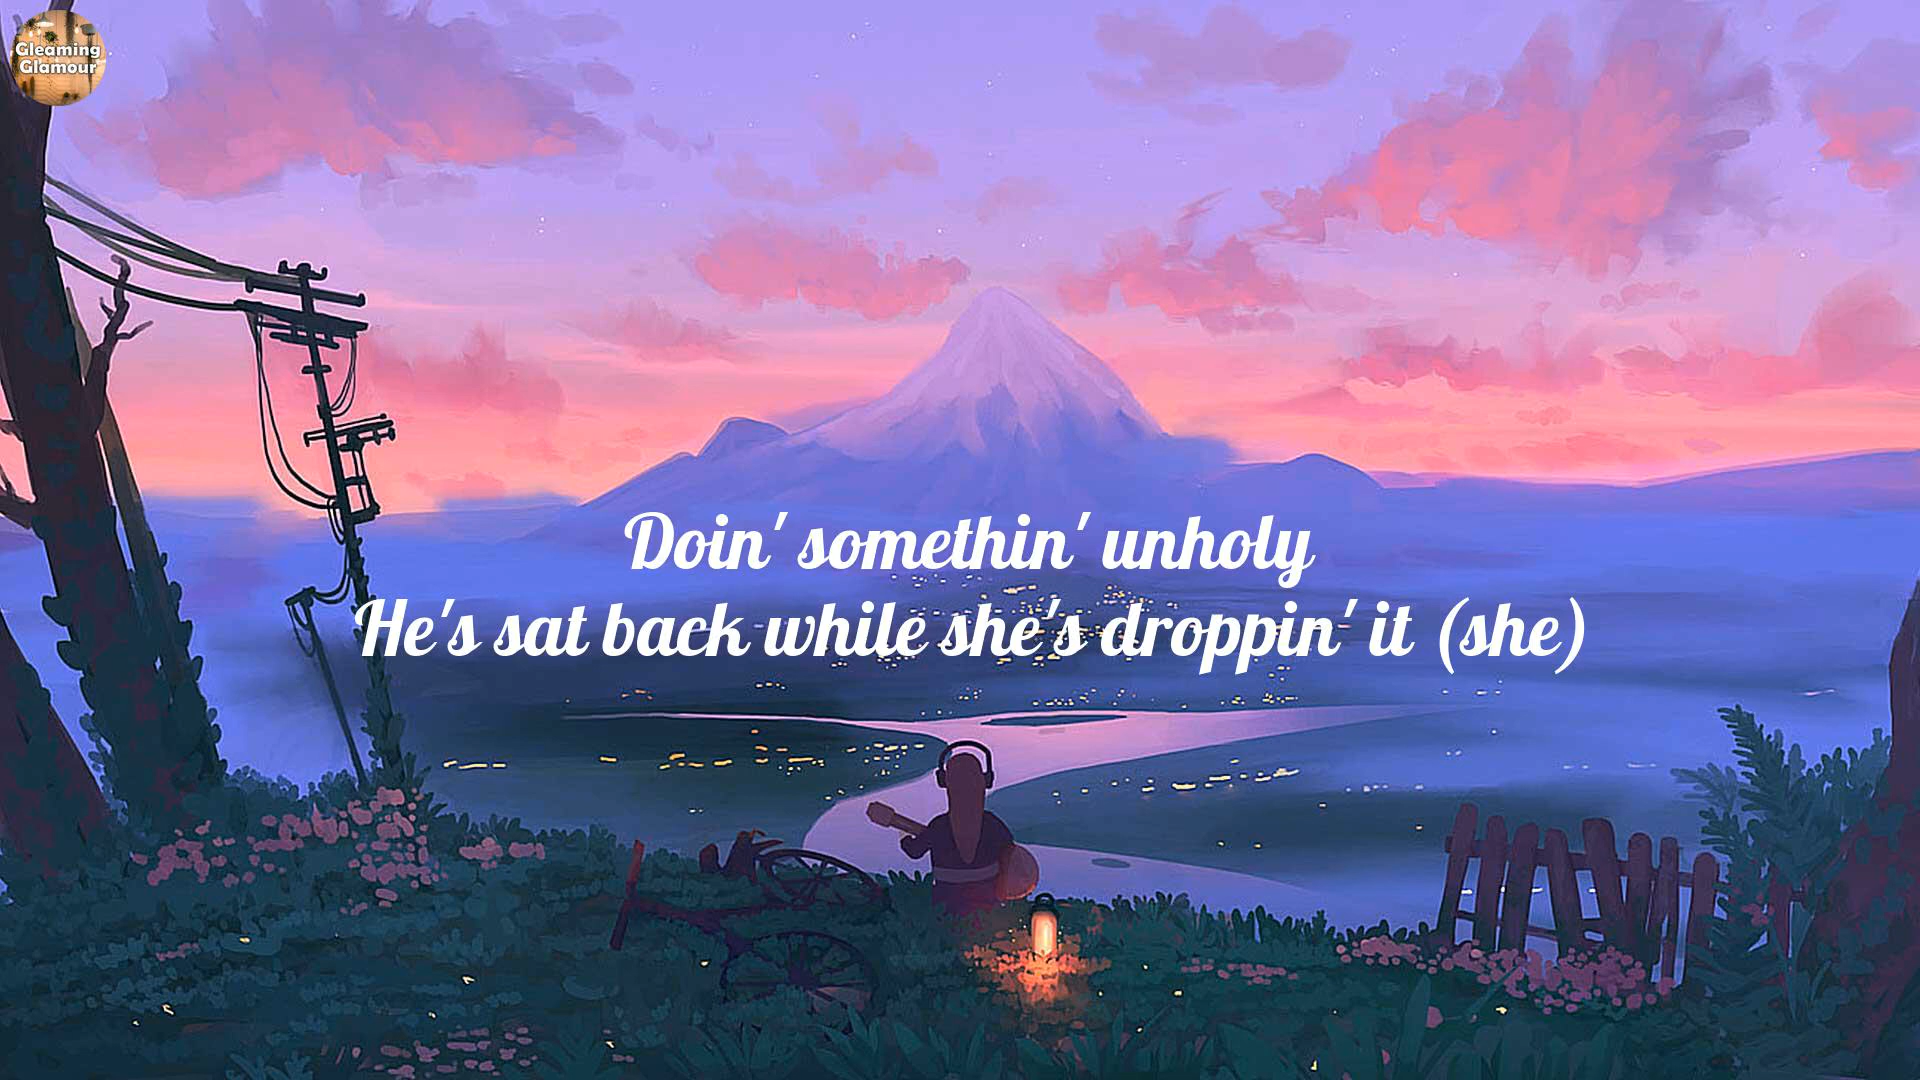 Gleaming
Glamour
Doin' somethin' unholy
He's sat back while she's droppin' it (she)